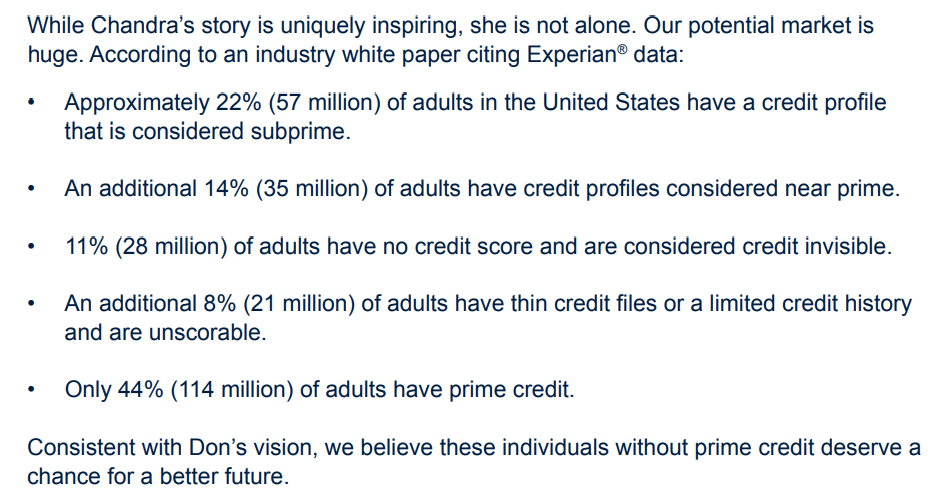 While Chandra's story is uniquely inspiring, she is not alone. Our potential market is
huge. According to an industry white paper citing Experian® data:
• Approximately 22% (57 million) of adults in the United States have a credit profile
that is considered subprime.
• An additional 14% (35 million) of adults have credit profiles considered near prime.
• 11% (28 million) of adults have no credit score and are considered credit invisible.
• An additional 8% (21 million) of adults have thin credit files or a limited credit history
and are unscorable.
• Only 44% (114 million) of adults have prime credit.
Consistent with Don's vision, we believe these individuals without prime credit deserve a
chance for a better future.